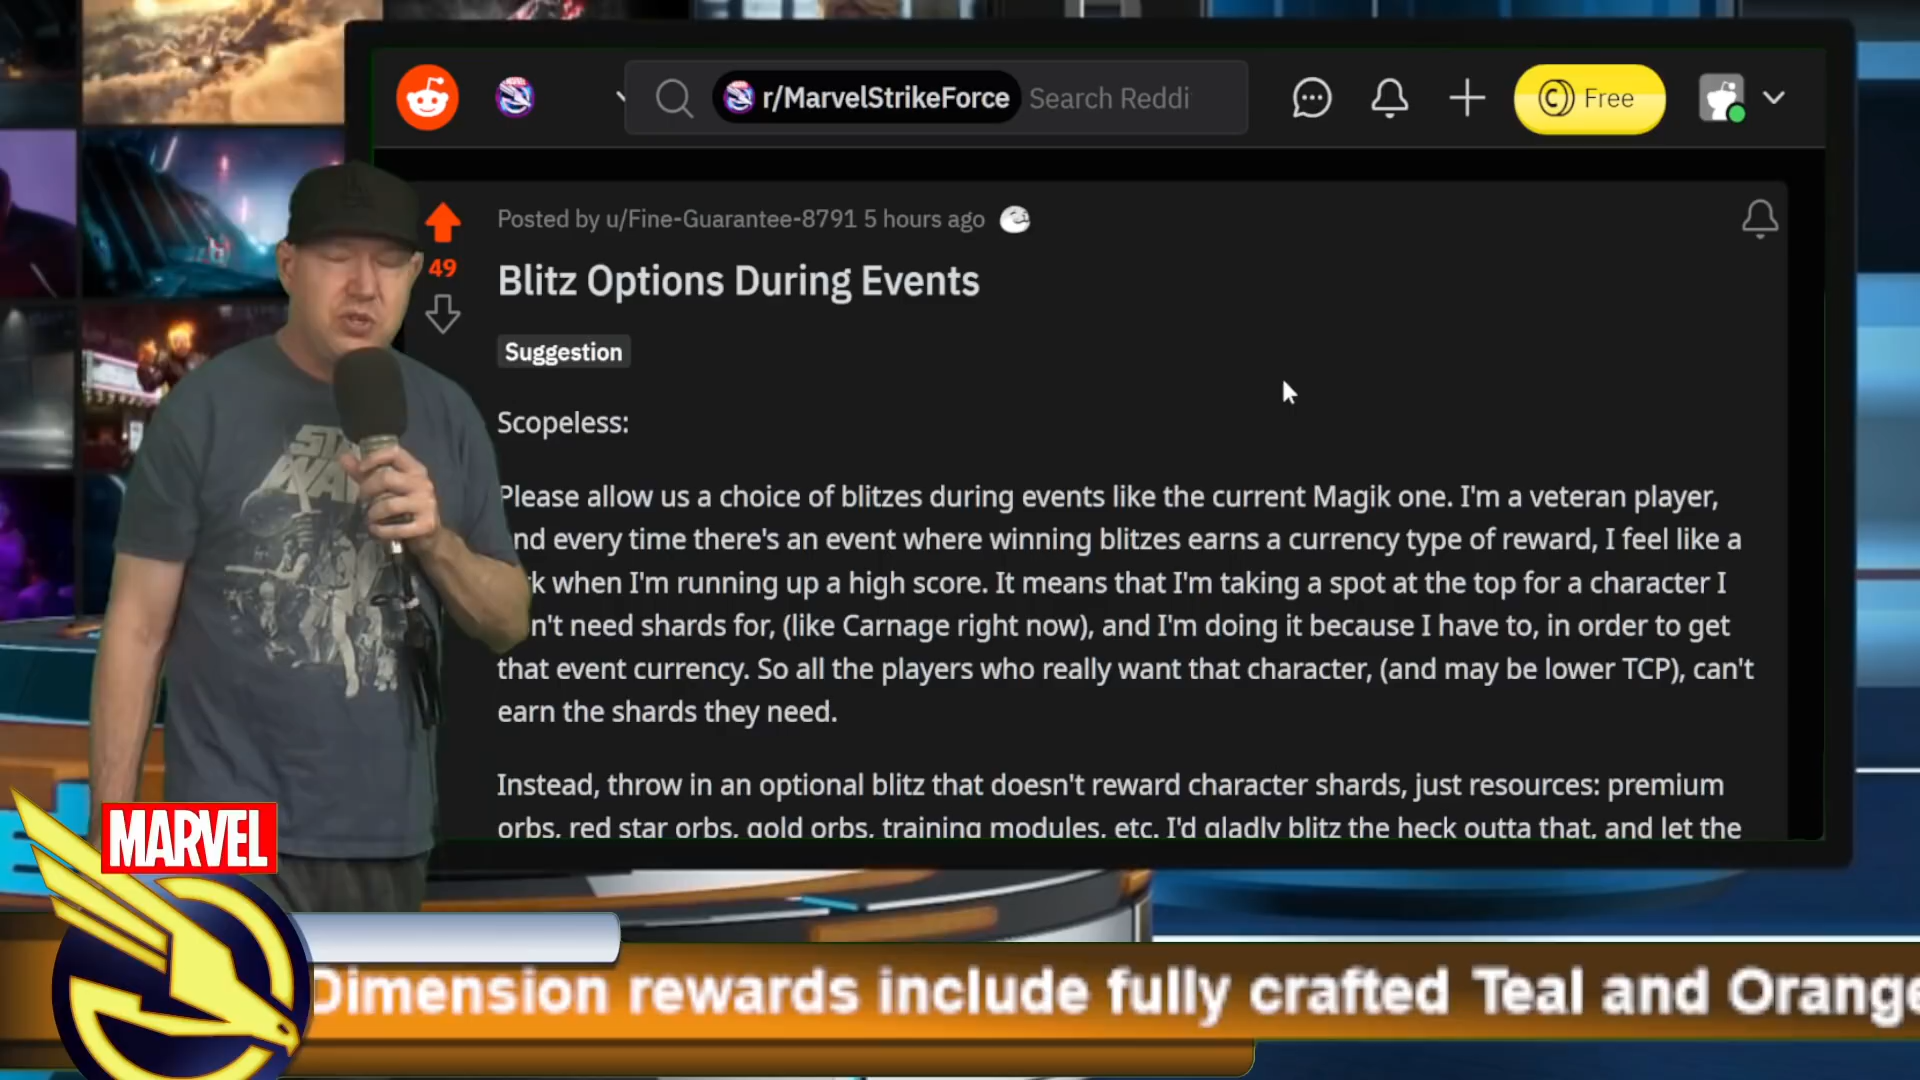 r/MarvelStrikeForce Search Reddi
Free
Posted by u/Fine-Guarantee-8791 5 hours ago
49
Blitz Options During Events
Suggestion
Scopeless:
Please allow us a choice of blitzes during events like the current Magik one. I'm a veteran player,
nd every time there's an event where winning blitzes earns a currency type of reward, I feel like a
k when I'm running up a high score. It means that I'm taking a spot at the top for a character I
n't need shards for, (like Carnage right now), and I'm doing it because I have to, in order to get
that event currency. So all the players who really want that character, (and may be lower TCP), can't
earn the shards they need.
Instead, throw in an optional blitz that doesn't reward character shards, just resources: premium
orbs, red star orbs, gold orbs, training modules, etc. I'd gladly blitz the heck outta that, and let the
STAR
WARS
MARVEL
Dimension rewards include fully crafted Teal and Orange